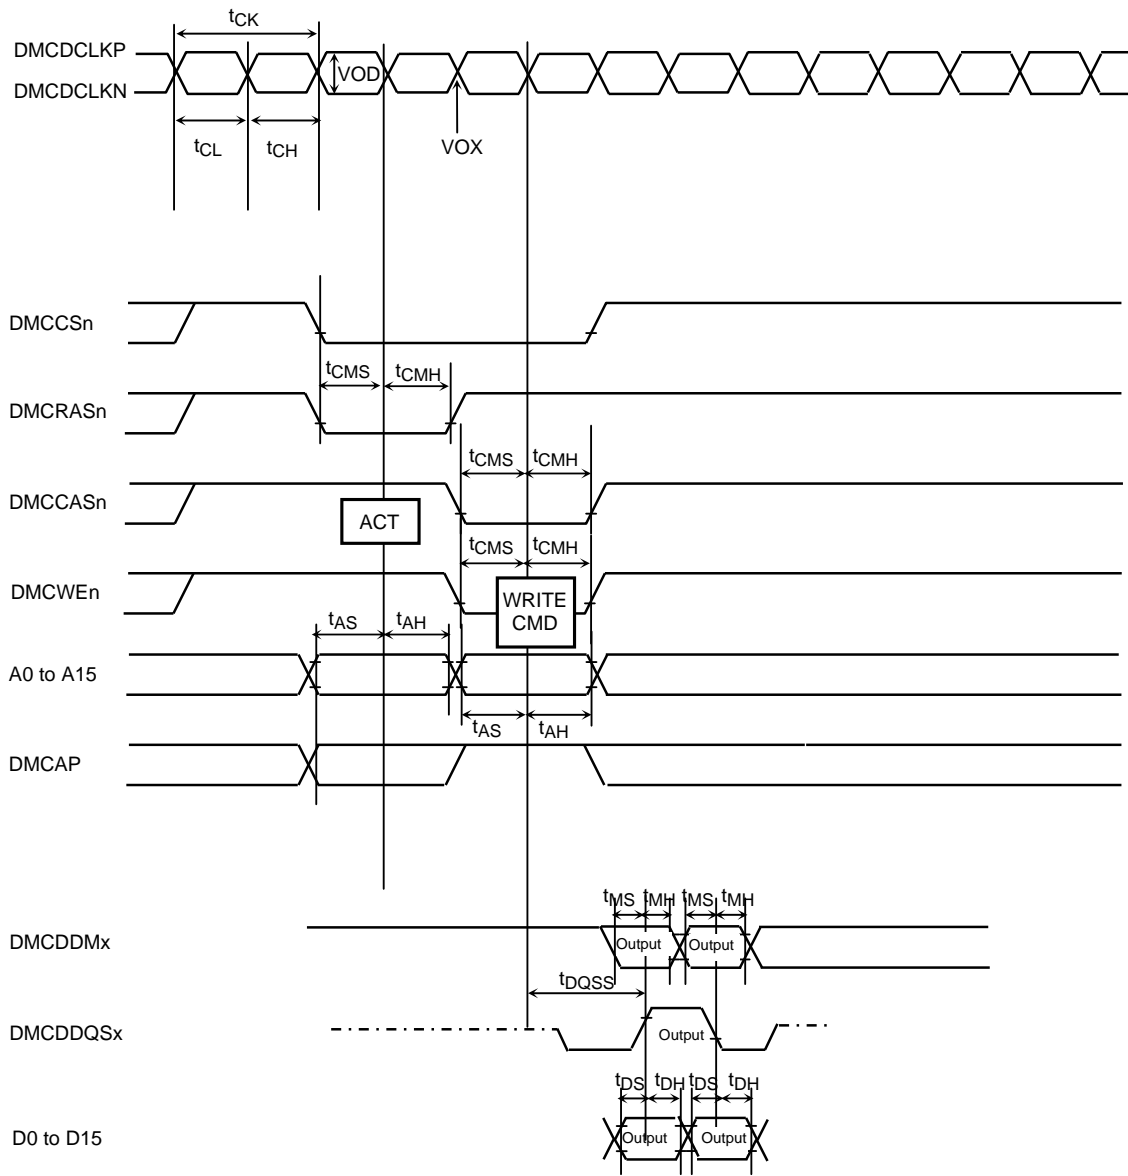 tCK
DMCDCLKP
VOD
DMCDCLKN
tCL tCH VOX
DMCCSn
tCMS tCMH
DMCRASn
tCMS tCMH
DMCCASn
ACT
tCMS tCMH
DMCWEn
WRITE
CMD
tAS tAH
A0 to A15
tAS tAH
DMCAP
tMS tMH tMS tMH
DMCDDMx
Output Output
tDQSS
DMCDDQSx
Output
tDS tDH tDS tDH
D0 to D15
Output Output